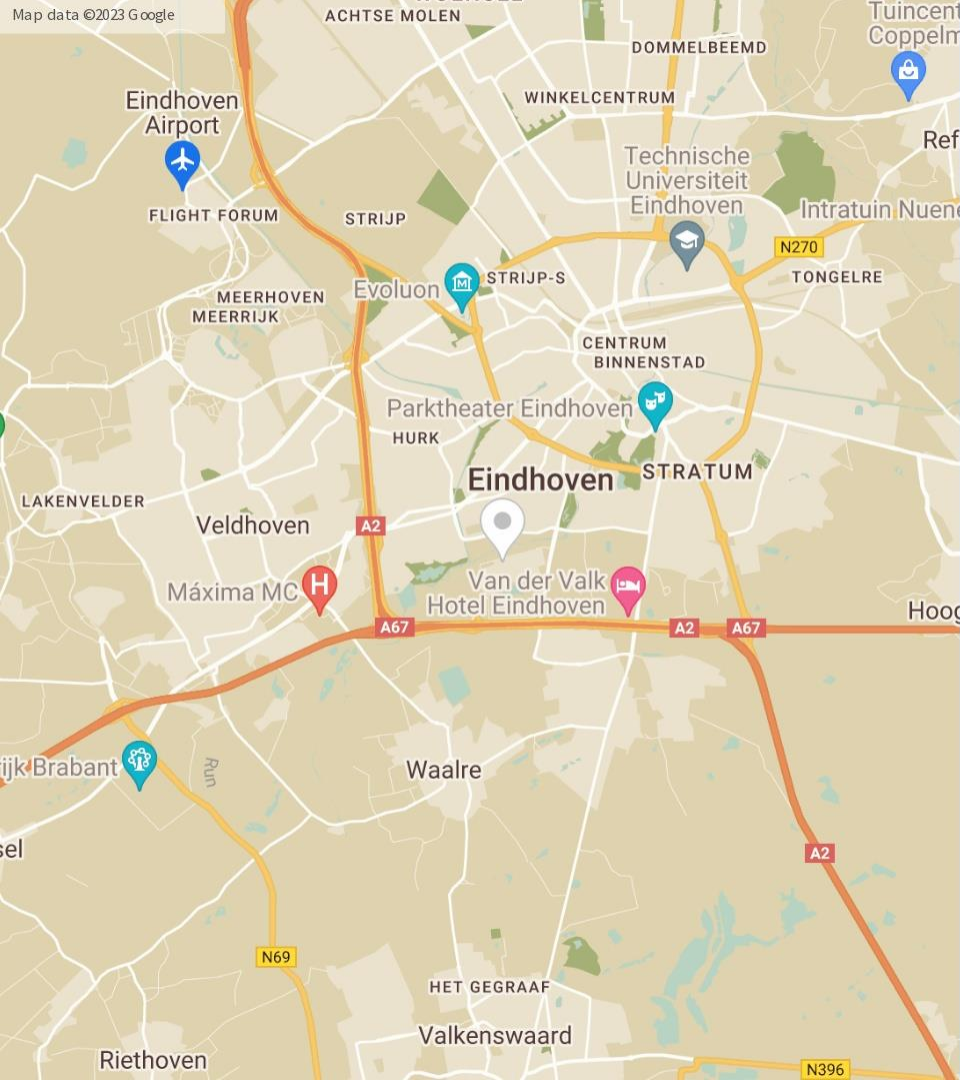 Map data ©2023 Google
ACHTSE MOLEN
Tuincent
Coppelm
DOMMELBEEMD
Eindhoven
Airport
WINKELCENTRUM
Ref
Technische
Universiteit
Eindhoven
FLIGHT FORUM
STRIJP
Intratuin Nuene
N270
STRIJP-S
TONGELRE
Evoluon
M
MEERHOVEN
MEERRIJK
CENTRUM
BINNENSTAD
Parktheater Eindhoven
HURK
Eindhoven
STRATUM
LAKENVELDER
Veldhoven
A2
Máxima MC
H
Van der Valk
Hotel Eindhoven
Hoog
A67
A2
A67
rijk Brabant
Run
Waalre
sel
A2
N69
HET GEGRAAF
Valkenswaard
Riethoven
N396